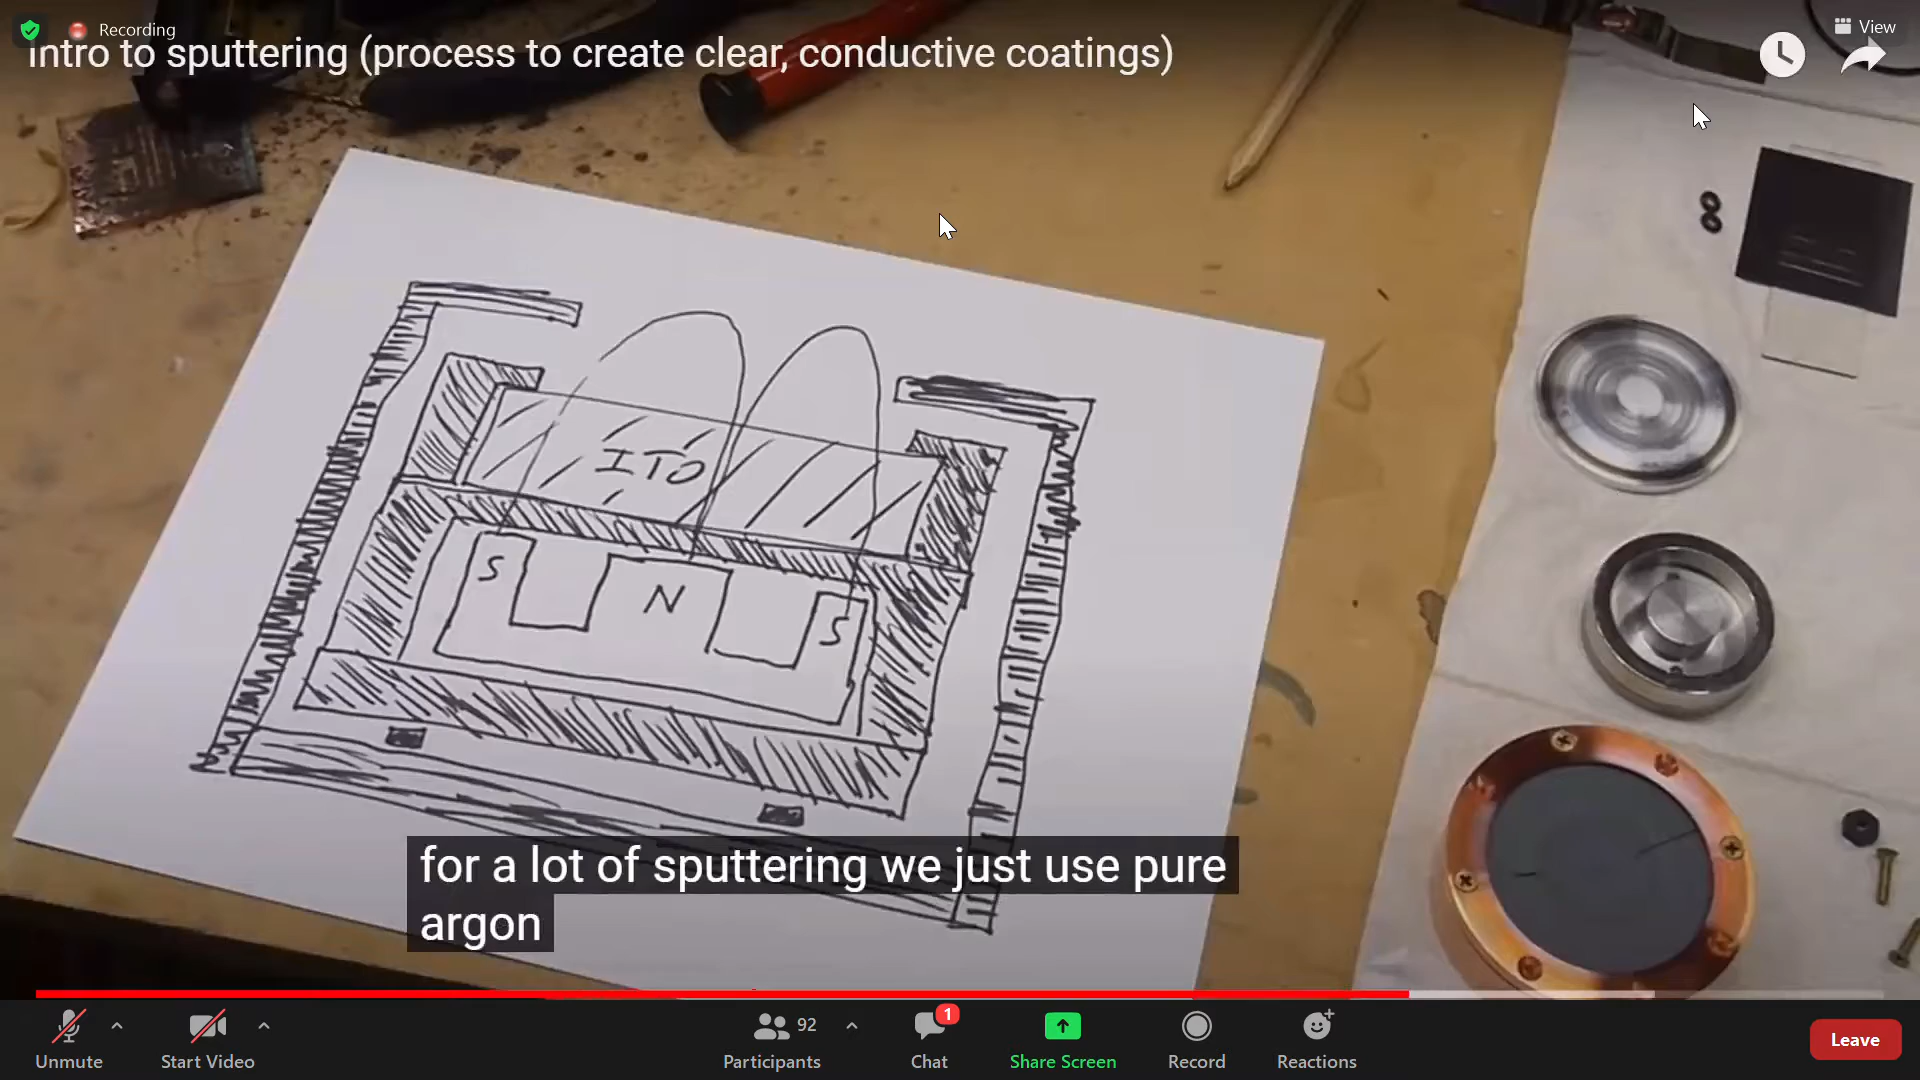 Recording
View
Intro to sputtering (process to create clear, conductive coatings)
ITO
S
N
S
for a lot of sputtering we just use pure
argon
92
1
Unmute
Start Video
Participants
Chat
Share Screen
Record
Reactions
Leave